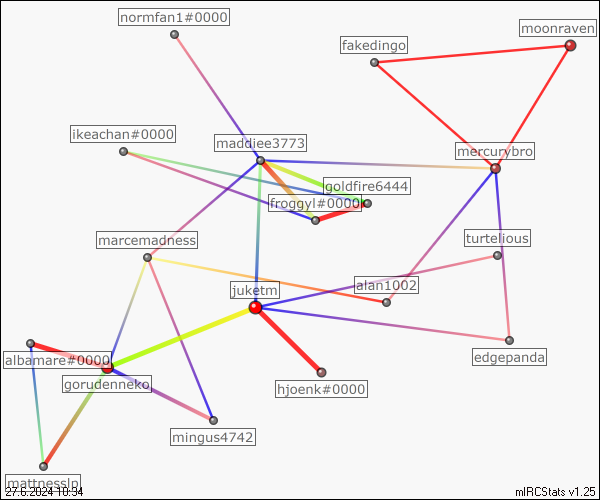 normfan1#0000
moonraven
fakedingo
ikeachan#0000
maddiee3773
mercurybro
goldfire6444
froggyl#0000
marcemadness
turtelious
alan1002
juketm
albamare#0000
edgepanda
gorudenneko
hjoenk#0000
mingus4742
mattnesslp
27.6.2024 10:34
mIRCStats v1.25